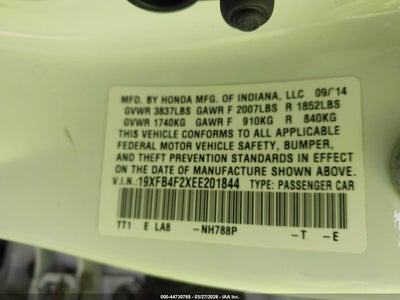 MFD. BY HONDA MFG. OF INDIANA, LLC 09/'14
GVWR 3837LBS GAWR F 2007LBS R 1852LBS
GVWR 1740KG GAWR F 910KG R 840KG
THIS VEHICLE CONFORMS TO ALL APPLICABLE
FEDERAL MOTOR VEHICLE SAFETY, BUMPER,
AND THEFT PREVENTION STANDARDS IN EFFECT
ON THE DATE OF MANUFACTURE SHOWN ABOVE.
V.I.N.:19XFB4F2XEE201844 TYPE: PASSENGER CAR
TT1 E LA8 -NH788P -T -E
000-44730765 - 03/27/2026 - IAAI - Copart